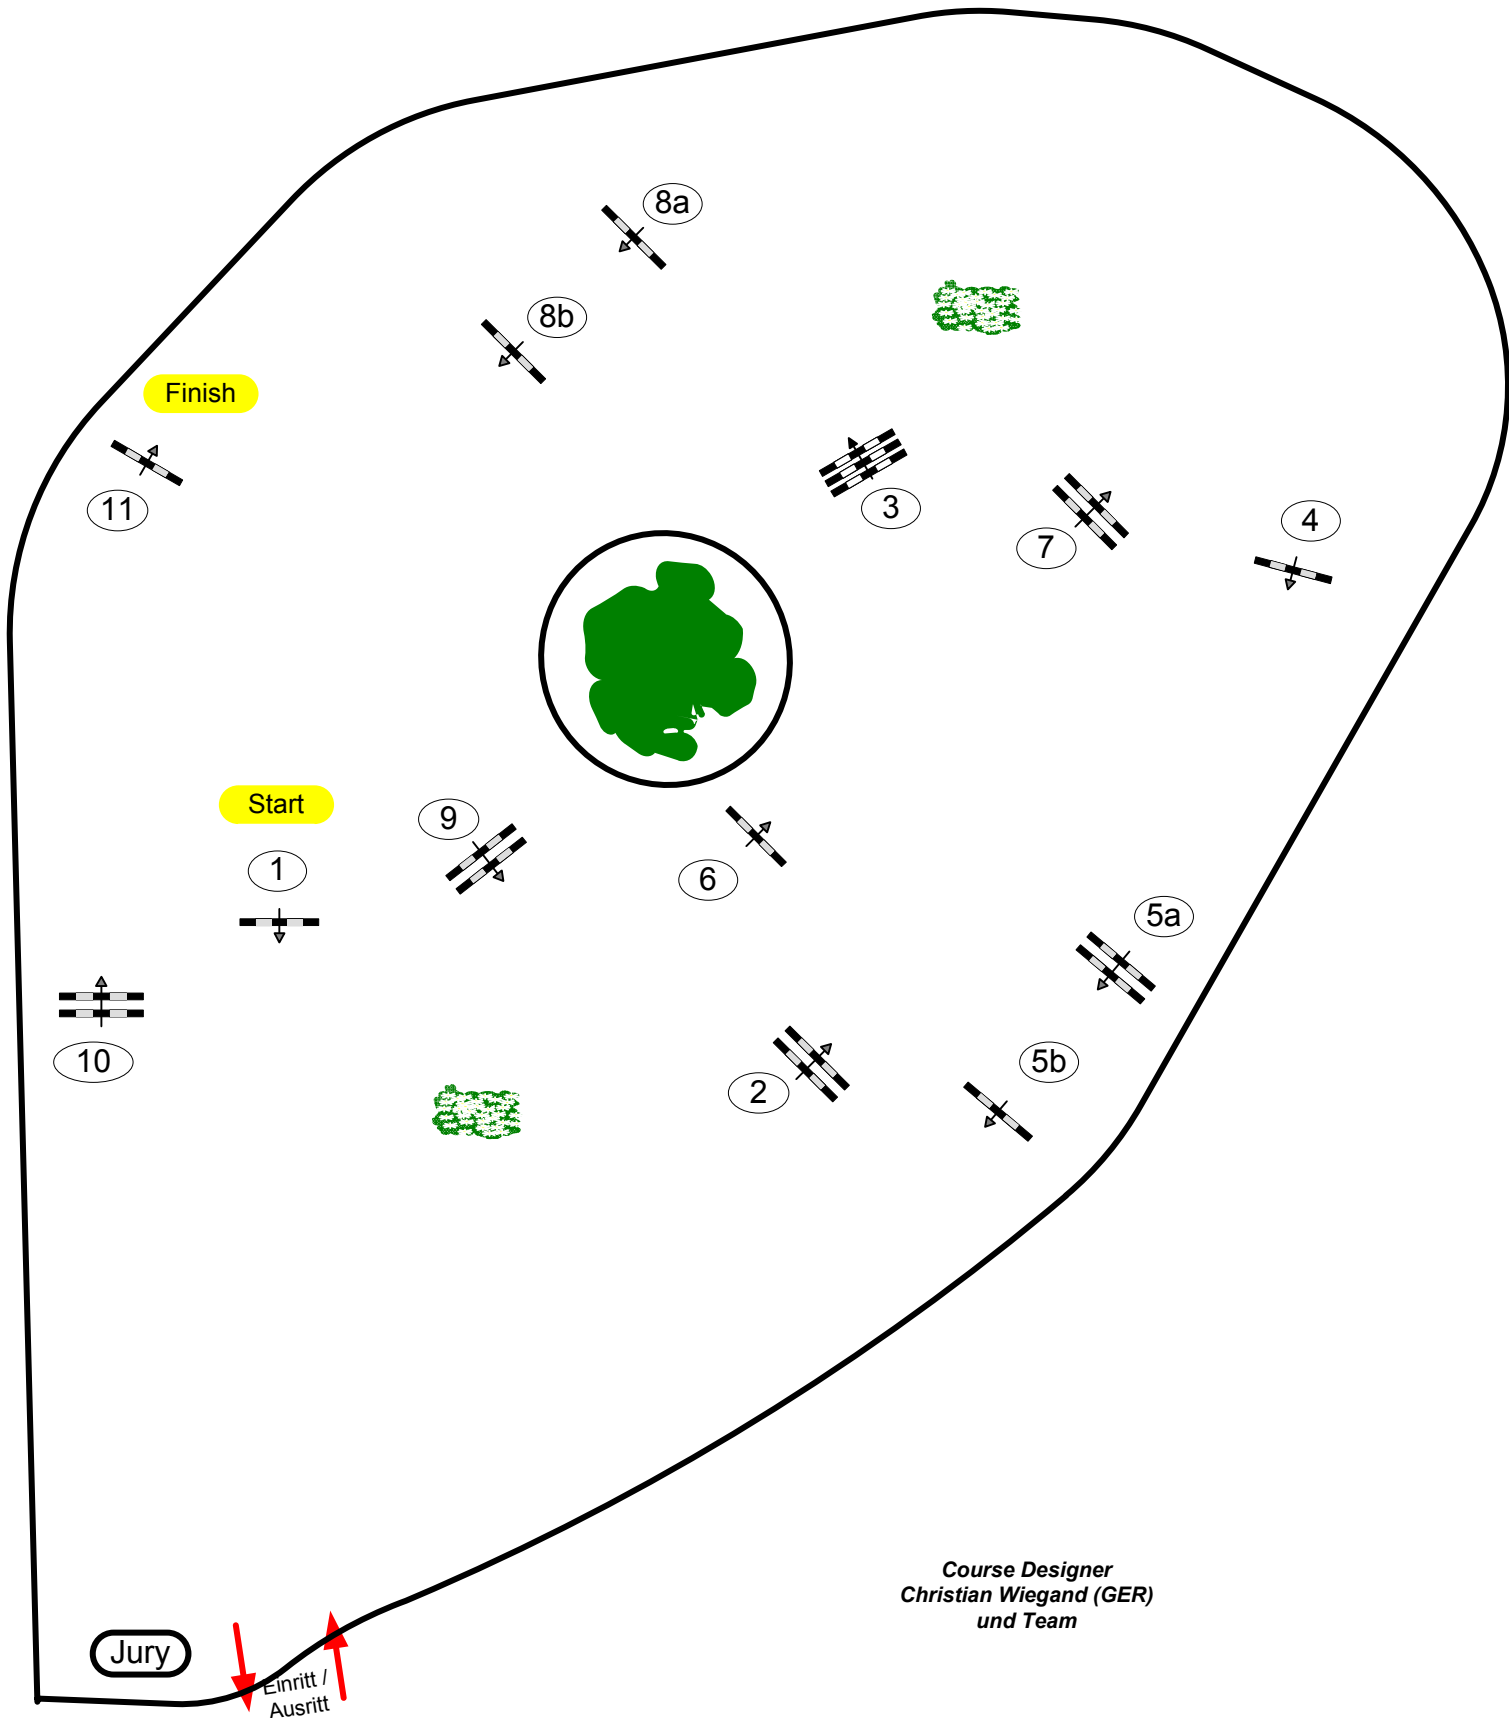 8a
8b
Finish
11
3
7
4
Start
9
1
6
5a
10
2
5b
Course Designer
Christian Wiegand (GER)
und Team
Jury
Einritt /
Ausritt